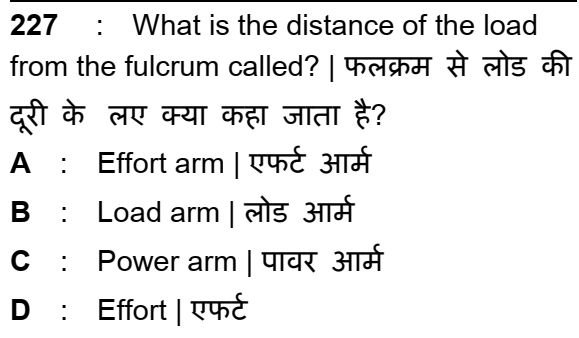 227 : What is the distance of the load
from the fulcrum called? | फलक्रम से लोड की
दूरी के लए क्या कहा जाता है?
A : Effort arm | एफर्ट आर्म
B : Load arm | लोड आर्म
C : Power arm | पावर आर्म
D : Effort | एफर्ट